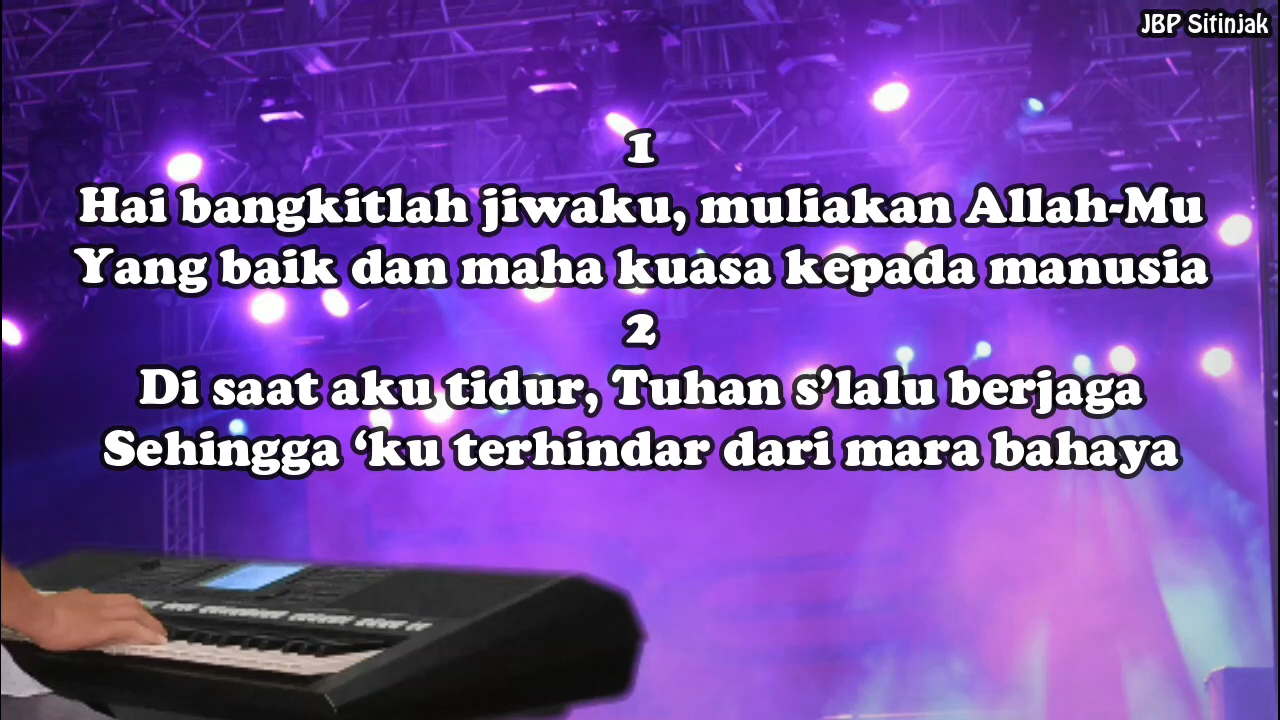 JBP Sitinjak
1
Hai bangkitlah jiwaku, muliakan Allah-Mu
Yang baik dan maha kuasa kepada manusia
2
Di saat aku tidur, Tuhan s’lalu berjaga
Sehingga ‘ku terhindar dari mara bahaya